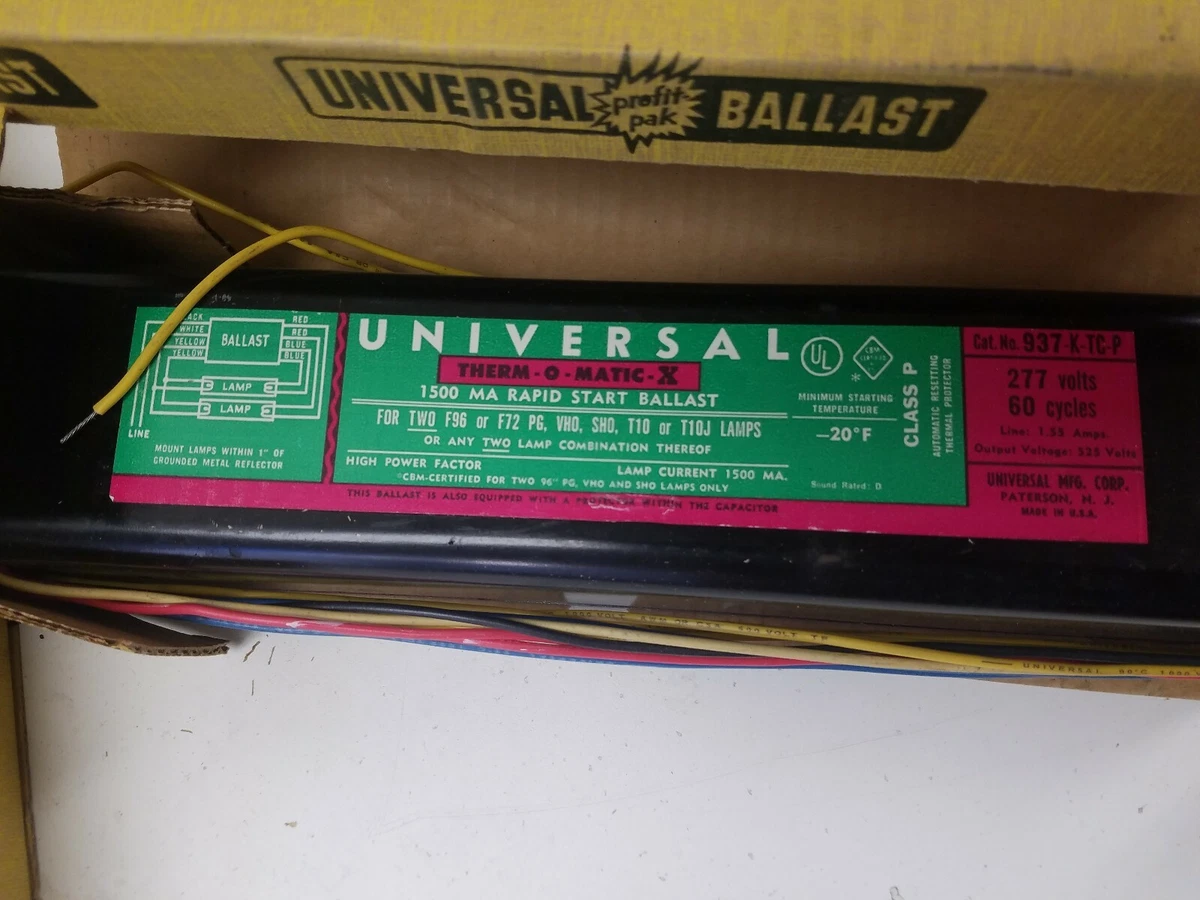 ST
UNIVERSAL profit-pak BALLAST
WHITE
YELLOW
YELLOW
BALLAST
RED
RED
BLUE
BLUE
LAMP
LAMP
LINE
MOUNT LAMPS WITHIN 1" OF
GROUNDED METAL REFLECTOR
UNIVERSAL
THERM-O-MATIC-X
1500 MA RAPID START BALLAST
FOR TWO F96 or F72 PG, VHO, SHO, T10 or T10J LAMPS
OR ANY TWO LAMP COMBINATION THEREOF
HIGH POWER FACTOR
LAMP CURRENT 1500 MA.
*CBM-CERTIFIED FOR TWO 96" PG, VHO AND SHO LAMPS ONLY
THIS BALLAST IS ALSO EQUIPPED WITH A PROTECTOR WITHIN THE CAPACITOR
UL
CBM
CERTIFIED
*
MINIMUM STARTING
TEMPERATURE
—20°F
Sound Rated: D
CLASS P
AUTOMATIC RESETTING
THERMAL PROTECTOR
Cat. No. 937-K-TC-P
277 volts
60 cycles
Line: 1.55 Amps.
Output Voltage: 525 Volts
UNIVERSAL MFG. CORP.
PATERSON, N. J.
MADE IN U.S.A.
UNIVERSAL 90°C